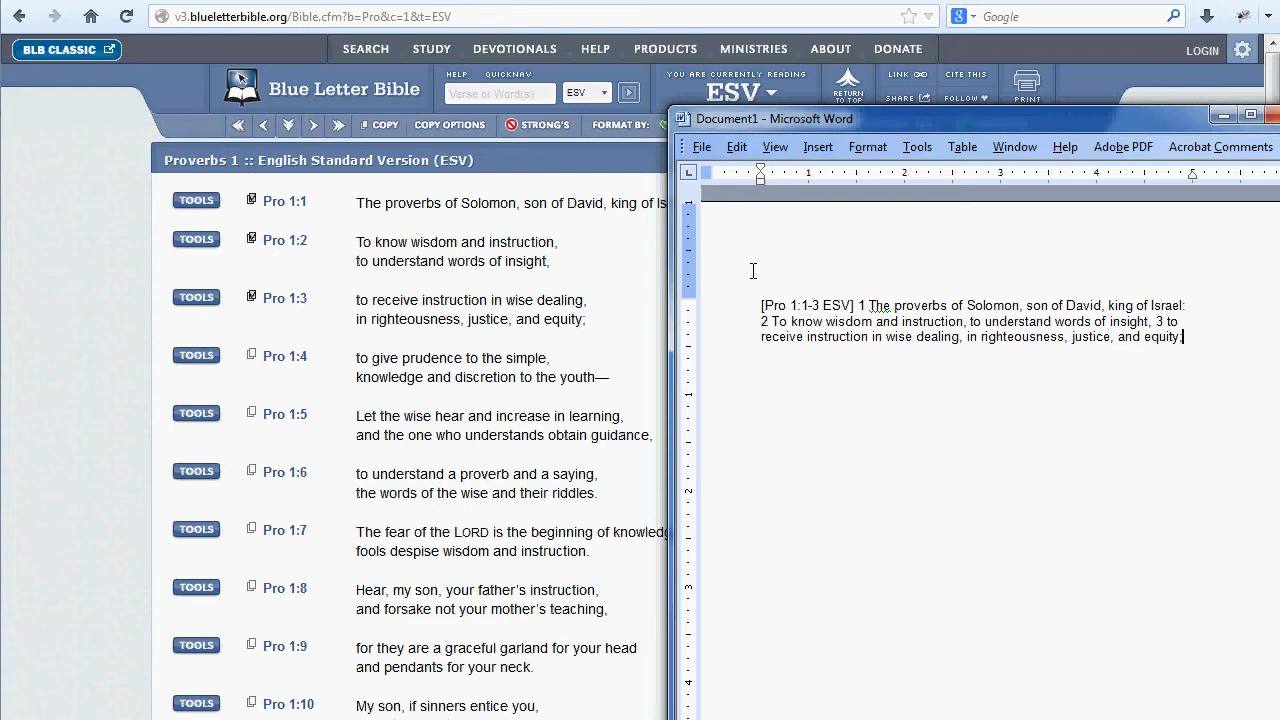 v3.blueletterbible.org/Bible.cfm?b=Pro&c=1&t=ESV
Google
BLB CLASSIC
SEARCH STUDY DEVOTIONALS HELP PRODUCTS MINISTRIES ABOUT DONATE
LOGIN
Blue Letter Bible
HELP QUICKNAV
Verse or Word(s)
ESV
YOU ARE CURRENTLY READING
ESV
RETURN
TO TOP
LINK
CITE THIS
SHARE
FOLLOW
PRINT
COPY
COPY OPTIONS
STRONG'S
FORMAT BY:
Proverbs 1 :: English Standard Version (ESV)
TOOLS Pro 1:1 The proverbs of Solomon, son of David, king of Is
TOOLS Pro 1:2 To know wisdom and instruction,
to understand words of insight,
TOOLS Pro 1:3 to receive instruction in wise dealing,
in righteousness, justice, and equity;
TOOLS Pro 1:4 to give prudence to the simple,
knowledge and discretion to the youth—
TOOLS Pro 1:5 Let the wise hear and increase in learning,
and the one who understands obtain guidance,
TOOLS Pro 1:6 to understand a proverb and a saying,
the words of the wise and their riddles.
TOOLS Pro 1:7 The fear of the LORD is the beginning of knowledg
fools despise wisdom and instruction.
TOOLS Pro 1:8 Hear, my son, your father’s instruction,
and forsake not your mother’s teaching,
TOOLS Pro 1:9 for they are a graceful garland for your head
and pendants for your neck.
TOOLS Pro 1:10 My son, if sinners entice you,
Document1 - Microsoft Word
File Edit View Insert Format Tools Table Window Help Adobe PDF Acrobat Comments
1 2 3 4
1
1
2
3
4
[Pro 1:1-3 ESV] 1 The proverbs of Solomon, son of David, king of Israel:
2 To know wisdom and instruction, to understand words of insight, 3 to
receive instruction in wise dealing, in righteousness, justice, and equity;